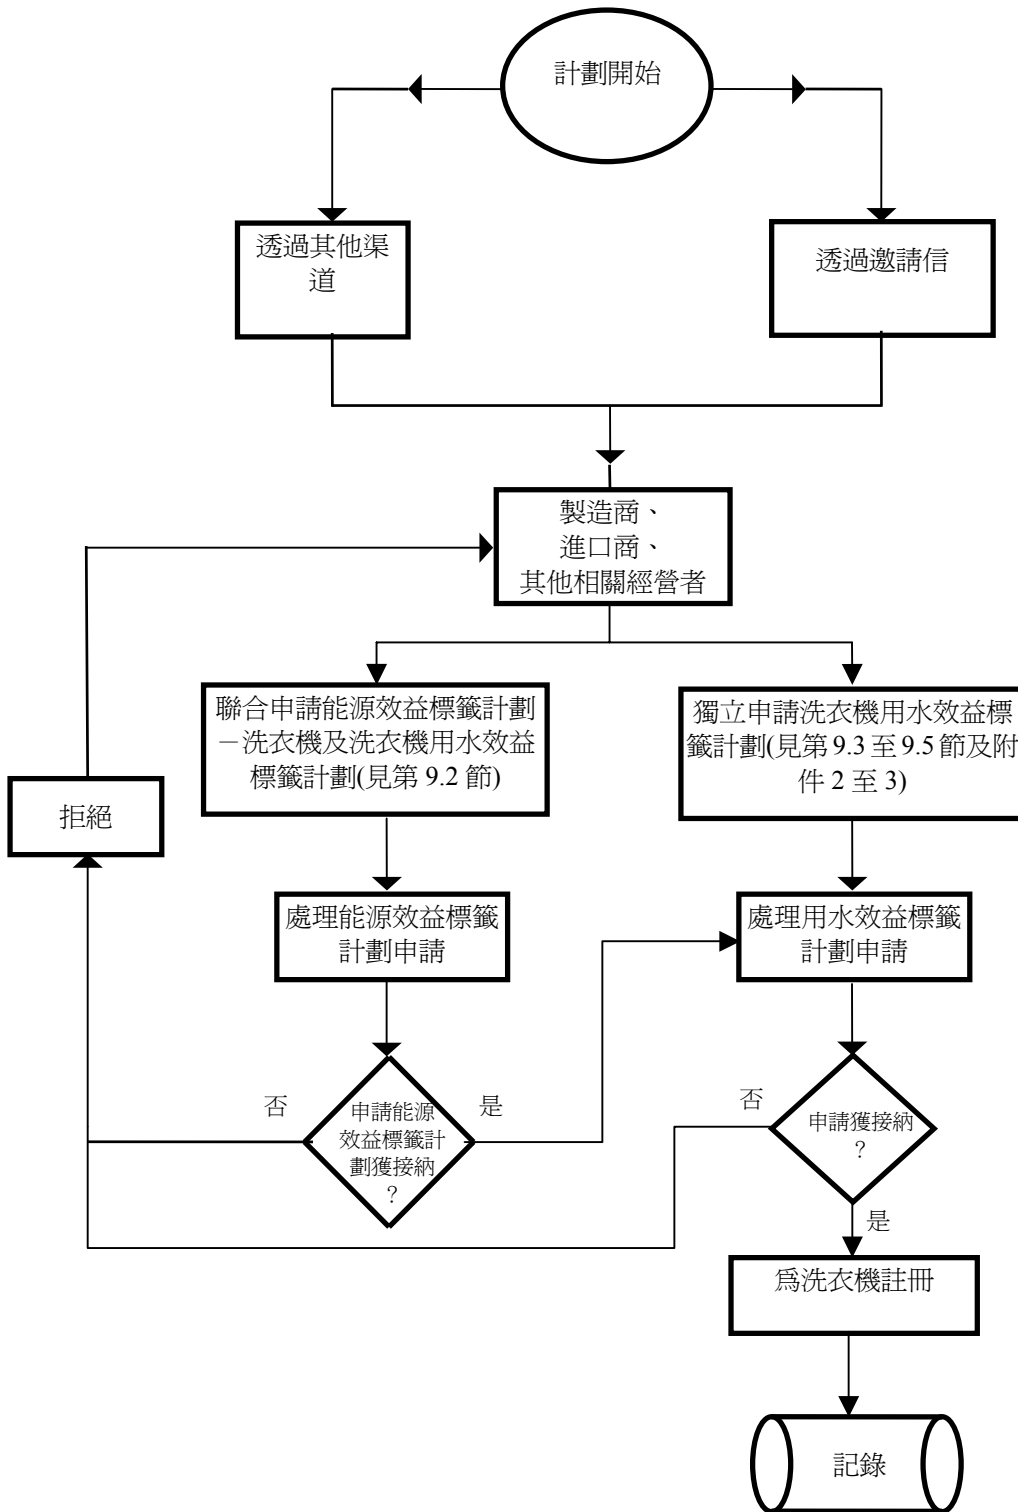 計劃開始
透過其他渠
道
透過邀請信
製造商、
進口商、
其他相關經營者
聯合申請能源效益標籤計劃
－洗衣機及洗衣機用水效益
標籤計劃(見第 9.2 節)
獨立申請洗衣機用水效益標
籤計劃(見第 9.3 至 9.5 節及附
件 2 至 3)
拒絕
處理能源效益標籤
計劃申請
處理用水效益標籤
計劃申請
否
申請能源
效益標籤計
劃獲接納
?
是
否
申請獲接納
?
是
爲洗衣機註冊
記錄